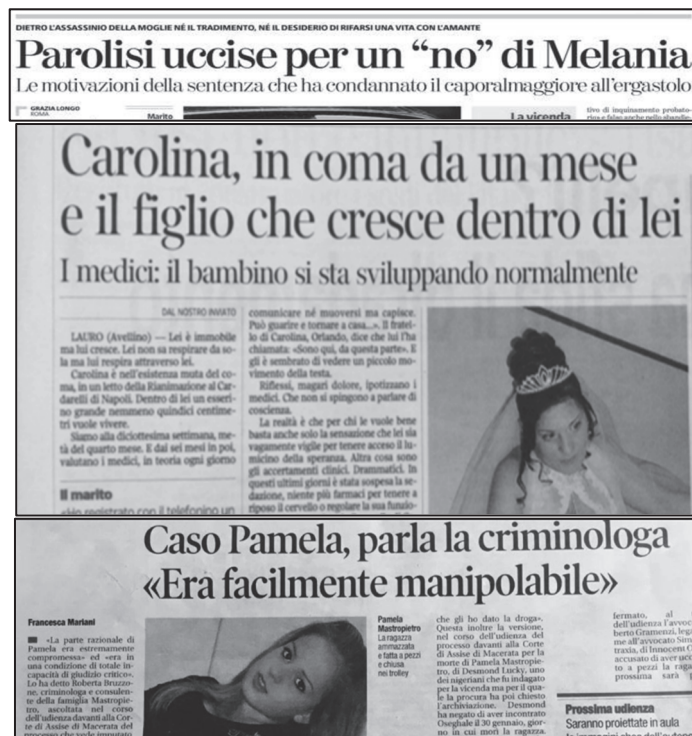 DIETRO L'ASSASSINIO DELLA MOGLIE NÉ IL TRADIMENTO, NÉ IL DESIDERIO DI RIFARSI UNA VITA CON L'AMANTE
Parolisi uccise per un “no” di Melania
Le motivazioni della sentenza che ha condannato il caporalmaggiore all'ergastolo
GRAZIA LONGO
ROMA
Marito
La vicenda
tivo di inquinamento probato-
Carolina, in coma da un mese
e il figlio che cresce dentro di lei
I medici: il bambino si sta sviluppando normalmente
DAL NOSTRO INVIATO
LAURO (Avellino) — Lei è immobile
ma lui cresce. Lei non sa respirare da so-
la ma lui respira attraverso lei.
Carolina è nell'esistenza muta del co-
ma, in un letto della Rianimazione al Car-
darelli di Napoli. Dentro di lei un esseri-
no grande nemmeno quindici centime-
tri vuole vivere.
Siamo alla diciottesima settimana, me-
tà del quarto mese. E dai sei mesi in poi,
valutano i medici, in teoria ogni giorno
Il marito
«Ho registrato con il telefonino un
comunicare né muoversi ma capisce.
Può guarire e tornare a casa...». Il fratel-
lo di Carolina, Orlando, dice che lui l'ha
chiamata: «Sono qui, da questa parte». E
gli è sembrato di vedere un piccolo mo-
vimento della testa.
Riflessi, magari dolore, ipotizzano i
medici. Che non si spingono a parlare di
coscienza.
La realtà è che per chi le vuole bene
basta anche solo la sensazione che lei sia
vagamente vigile per tenere acceso il lu-
micino della speranza. Altra cosa sono
gli accertamenti clinici. Drammatici. In
questi ultimi giorni è stata sospesa la se-
dazione, niente più farmaci per tenere a
riposo il cervello o regolare la sua funzio-
Caso Pamela, parla la criminologa
«Era facilmente manipolabile»
Francesca Mariani
«La parte razionale di
Pamela era estremamente
compromessa» ed «era in
una condizione di totale in-
capacità di giudizio critico».
Lo ha detto Roberta Bruzzo-
ne, criminologa e consulen-
te della famiglia Mastropie-
tro, ascoltata nel corso
dell'udienza davanti alla Cor-
te di Assise di Macerata del
processo che vede imputato
Pamela
Mastropietro
La ragazza
ammazzata
e fatta a pezzi
e chiusa
nei trolley
che gli ho dato la droga».
Questa inoltre la versione,
nel corso dell'udienza del
processo davanti alla Corte
di Assise di Macerata per la
morte di Pamela Mastropie-
tro, di Desmond Lucky, uno
dei nigeriani che fu indagato
per la vicenda ma per il qua-
le la procura ha poi chiesto
l'archiviazione. Desmond
ha negato di aver incontrato
Oseghale il 30 gennaio, gior-
no in cui morì la ragazza.
fermato, al
dell'udienza l'avvoc
berto Gramenzi, lega
me all'avvocato Sim
traxia, di Innocent O
accusato di aver ucc
to a pezzi la raga
prossima sarà
Prossima udienza
Saranno proiettate in aula